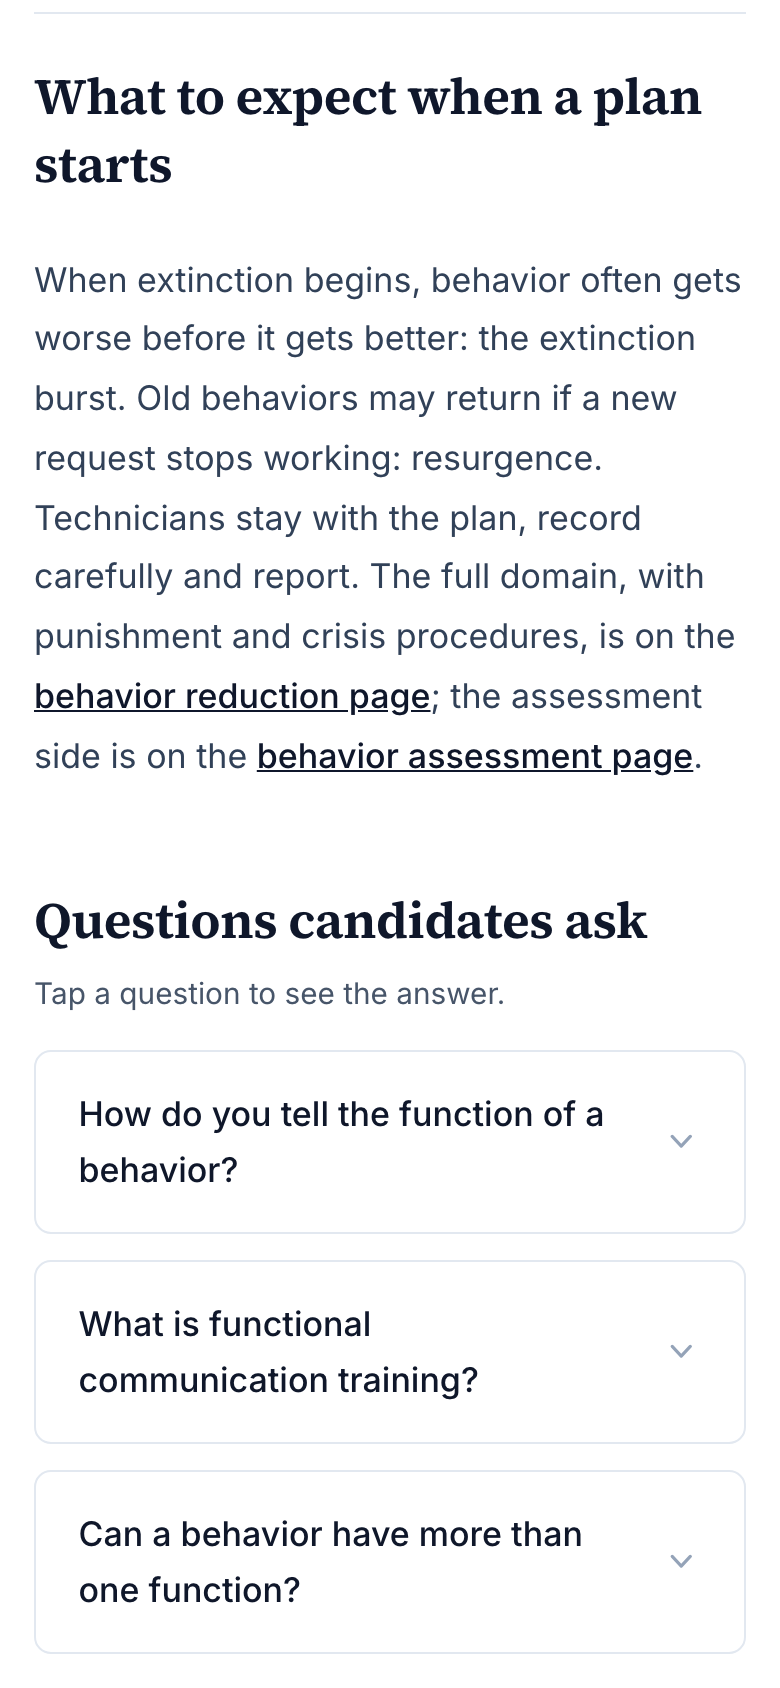 What to expect when a plan
starts
When extinction begins, behavior often gets
worse before it gets better: the extinction
burst. Old behaviors may return if a new
request stops working: resurgence.
Technicians stay with the plan, record
carefully and report. The full domain, with
punishment and crisis procedures, is on the
behavior reduction page; the assessment
side is on the behavior assessment page.
Questions candidates ask
Tap a question to see the answer.
How do you tell the function of a
behavior?
What is functional
communication training?
Can a behavior have more than
one function?